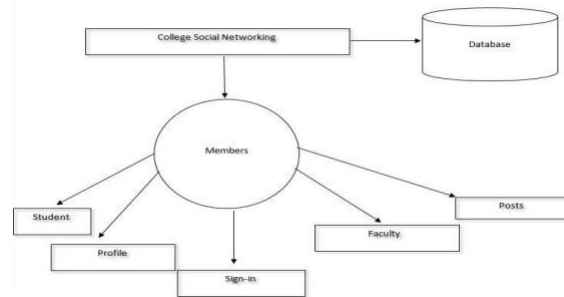 College Social Networking
Database
Members
Student
Profile
Sign-in
Faculty
Posts